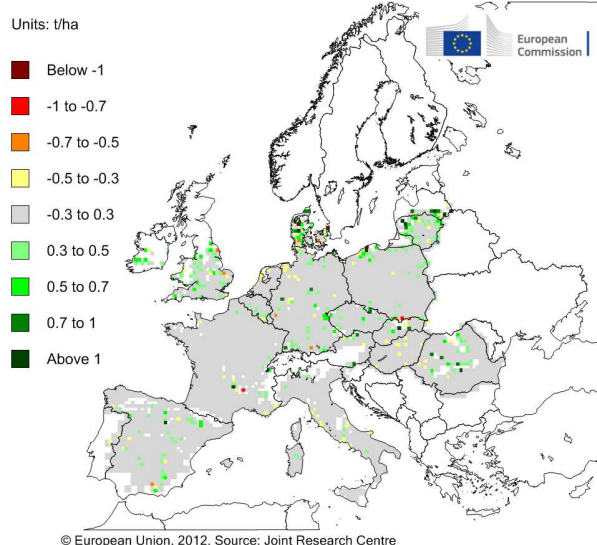 Units: t/ha
European
Commission
Below -1
-1 to -0.7
-0.7 to -0.5
-0.5 to -0.3
-0.3 to 0.3
0.3 to 0.5
0.5 to 0.7
0.7 to 1
Above 1
© European Union, 2012. Source: Joint Research Centre